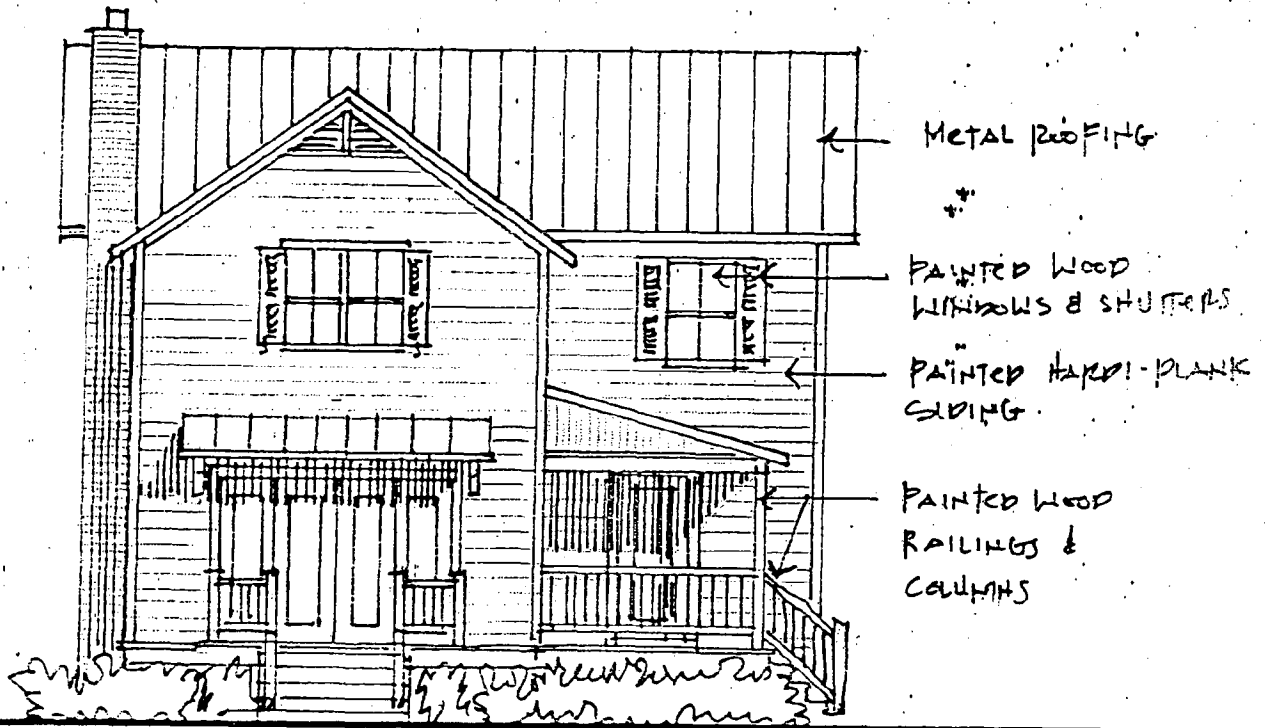 METAL ROOFING
PAINTED WOOD
WINDOWS & SHUTTERS
PAINTED HARDI-PLANK
SIDING.
PAINTED WOOD
RAILINGS &
COLUMNS